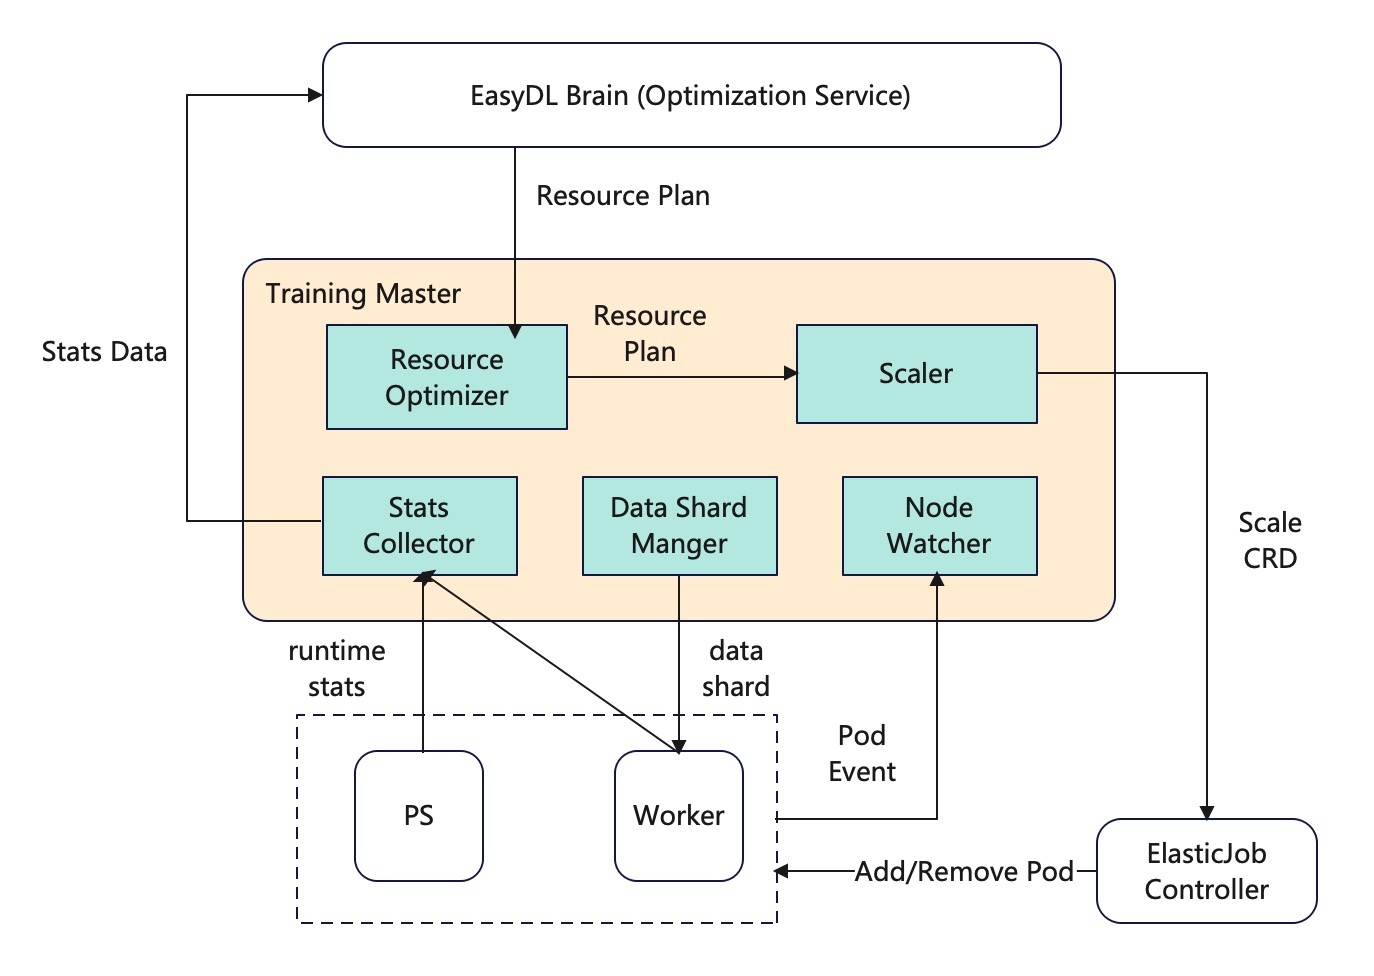 EasyDL Brain (Optimization Service)
Resource Plan
Training Master
Resource
Plan
Resource
Optimizer
Scaler
Stats Data
Stats
Collector
Data Shard
Manger
Node
Watcher
Scale
CRD
runtime
stats
data
shard
Pod
Event
PS
Worker
Add/Remove Pod
ElasticJob
Controller